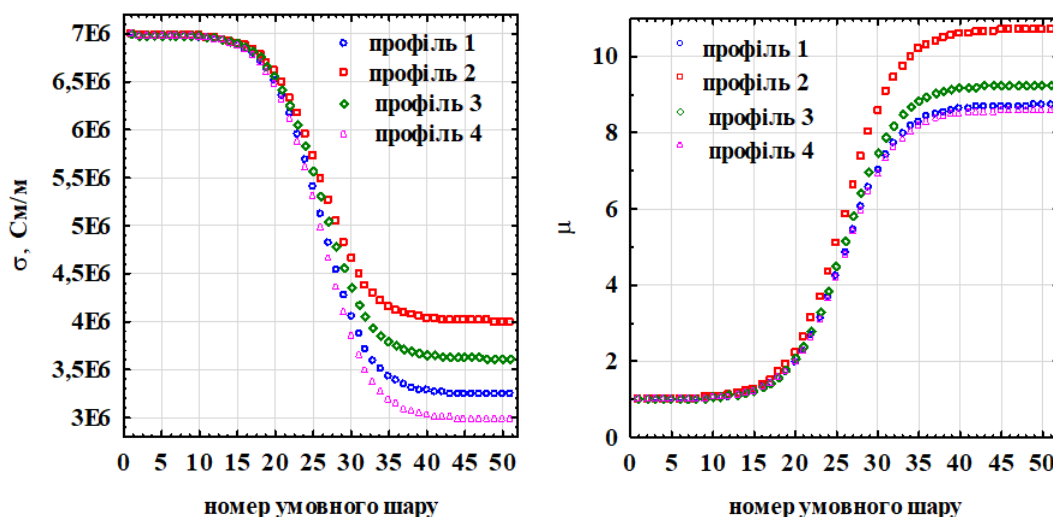 7E6
6,5E6
6E6
5,5E6
5E6
4,5E6
4E6
3,5E6
3E6
σ, См/м
профіль 1
профіль 2
профіль 3
профіль 4
0 5 10 15 20 25 30 35 40 45 50
номер умовного шару
10
8
6
4
2
0
μ
профіль 1
профіль 2
профіль 3
профіль 4
0 5 10 15 20 25 30 35 40 45 50
номер умовного шару